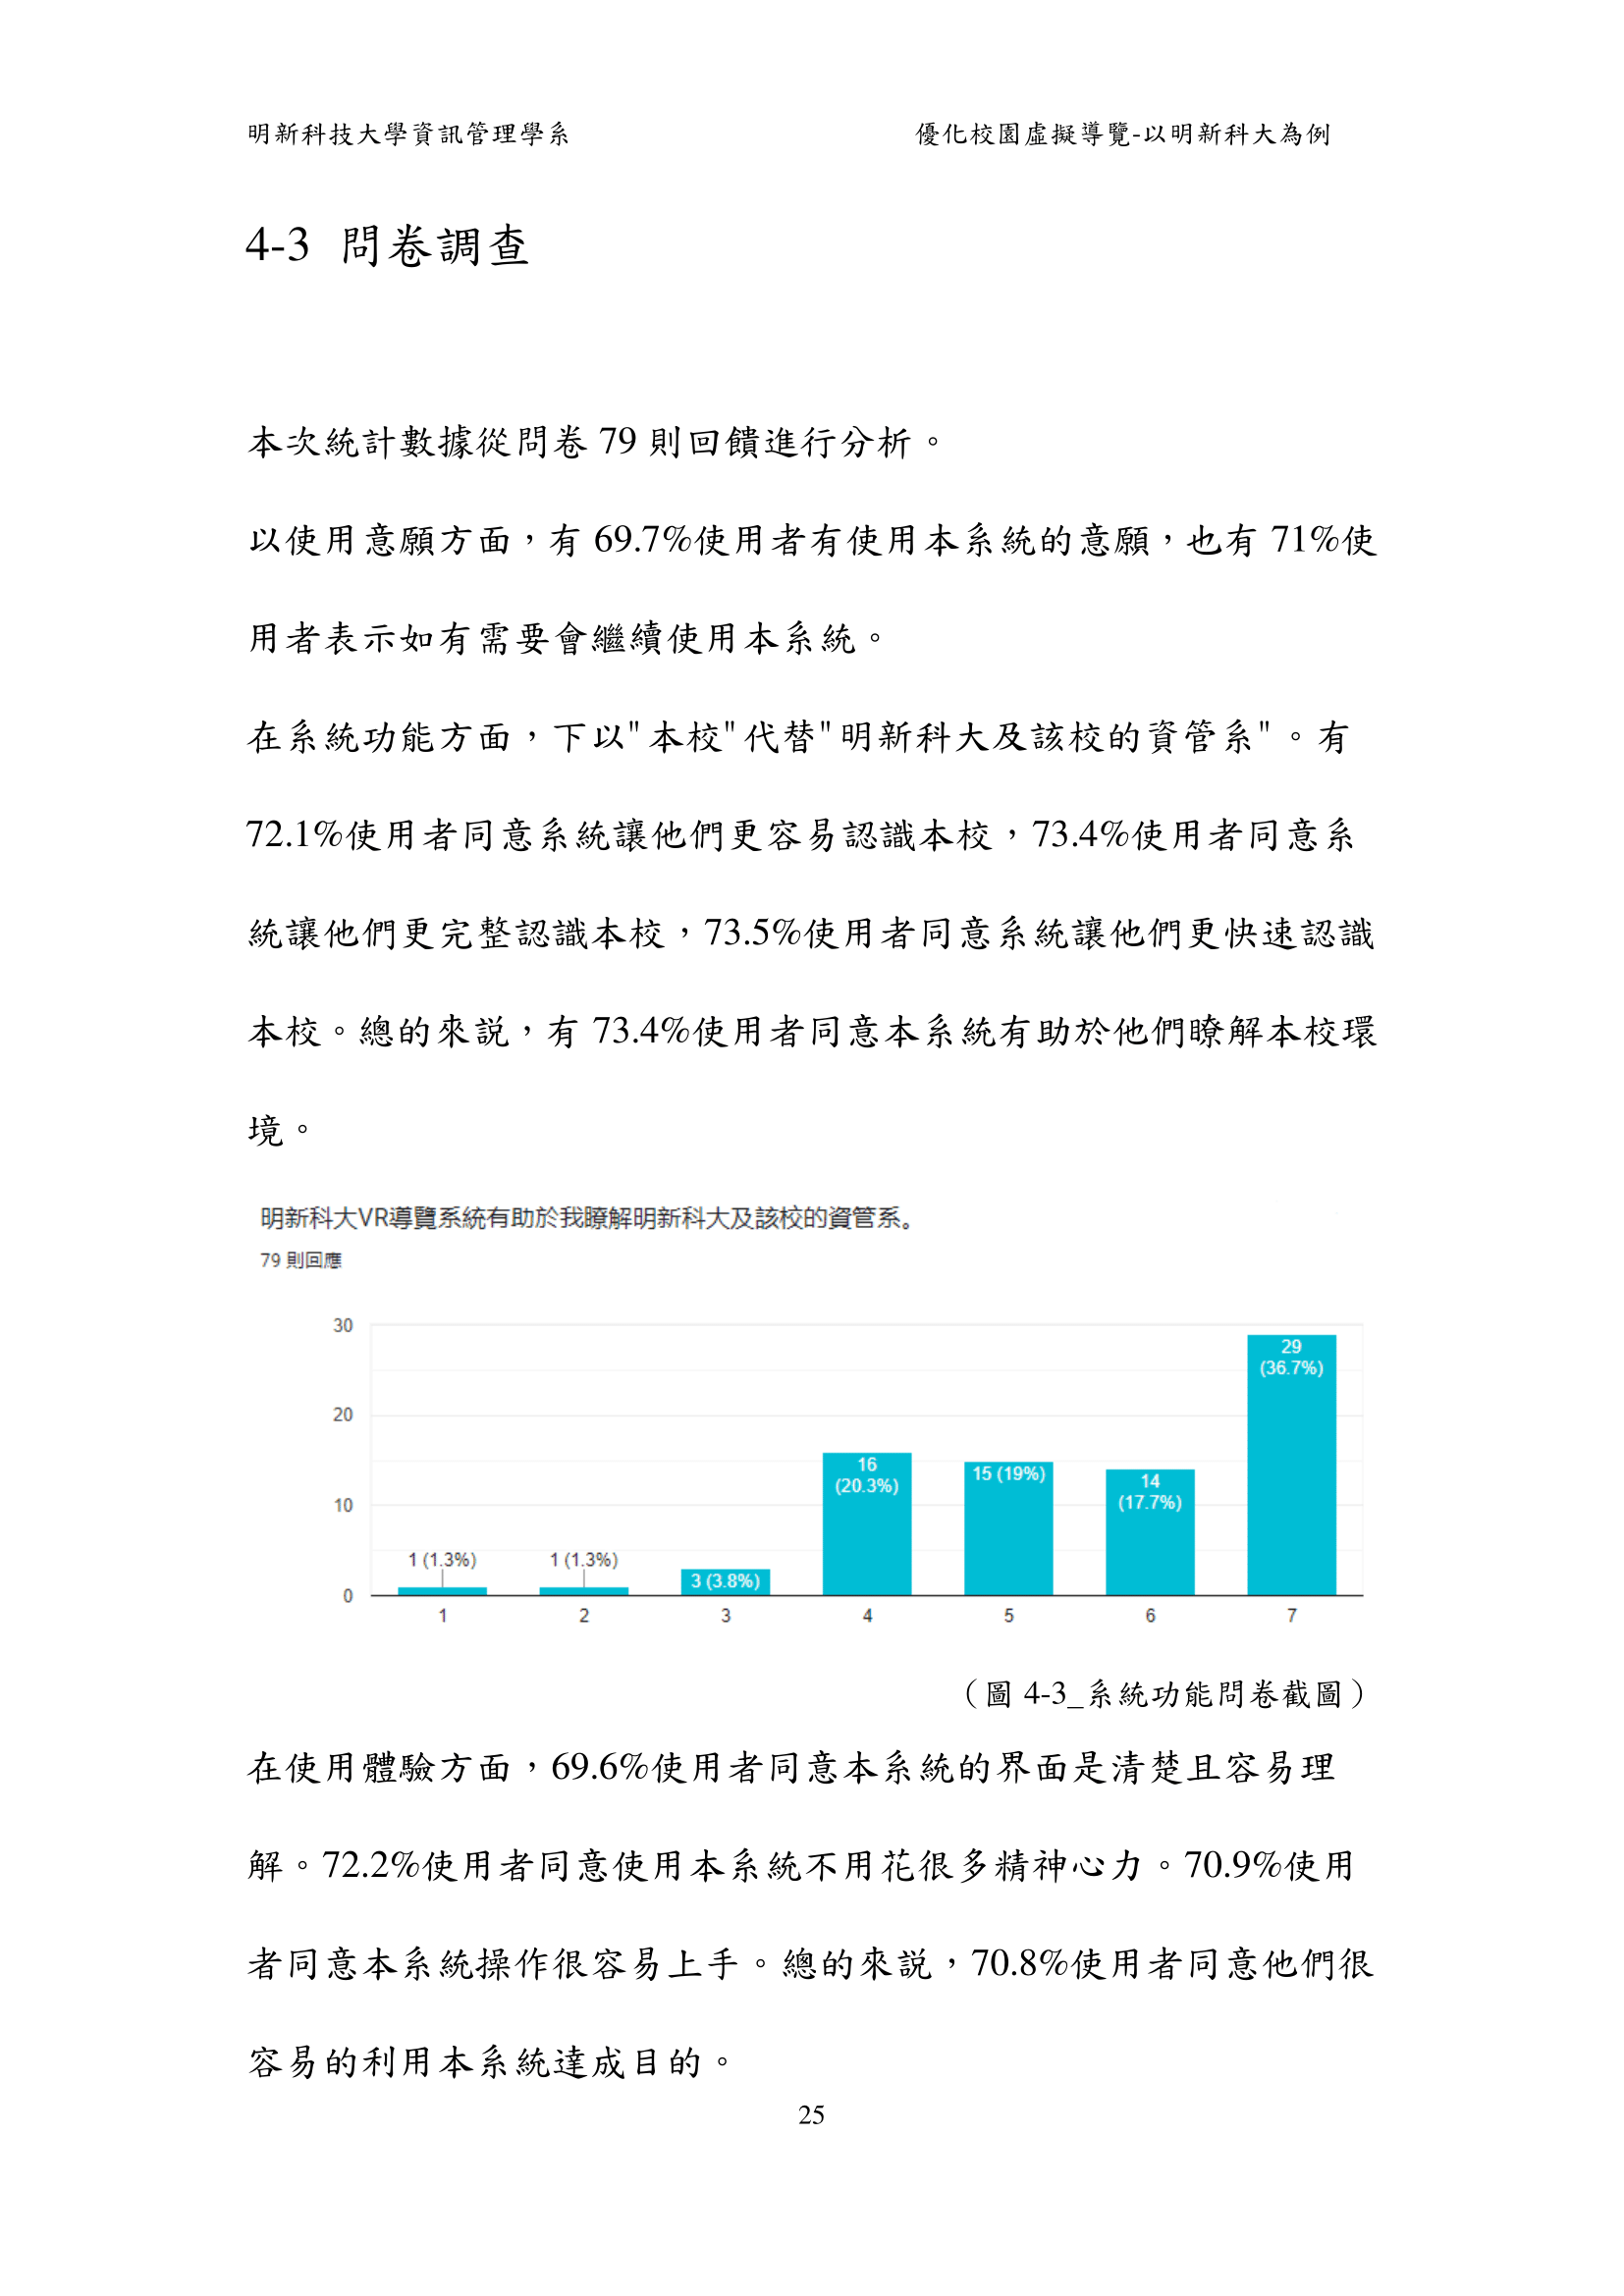 明新科技大學資訊管理學系 優化校園虛擬導覽-以明新科大為例
4-3 問卷調查
本次統計數據從問卷 79 則回饋進行分析。
以使用意願方面，有 69.7%使用者有使用本系統的意願，也有 71%使
用者表示如有需要會繼續使用本系統。
在系統功能方面，下以"本校"代替"明新科大及該校的資管系"。有
72.1%使用者同意系統讓他們更容易認識本校，73.4%使用者同意系
統讓他們更完整認識本校，73.5%使用者同意系統讓他們更快速認識
本校。總的來說，有 73.4%使用者同意本系統有助於他們瞭解本校環
境。
明新科大VR導覽系統有助於我瞭解明新科大及該校的資管系。
79 則回應
30
20
10
0
1 (1.3%)
1 (1.3%)
3 (3.8%)
16
(20.3%)
15 (19%)
14
(17.7%)
29
(36.7%)
1 2 3 4 5 6 7
（圖 4-3_系統功能問卷截圖）
在使用體驗方面，69.6%使用者同意本系統的界面是清楚且容易理
解。72.2%使用者同意使用本系統不用花很多精神心力。70.9%使用
者同意本系統操作很容易上手。總的來說，70.8%使用者同意他們很
容易的利用本系統達成目的。
25